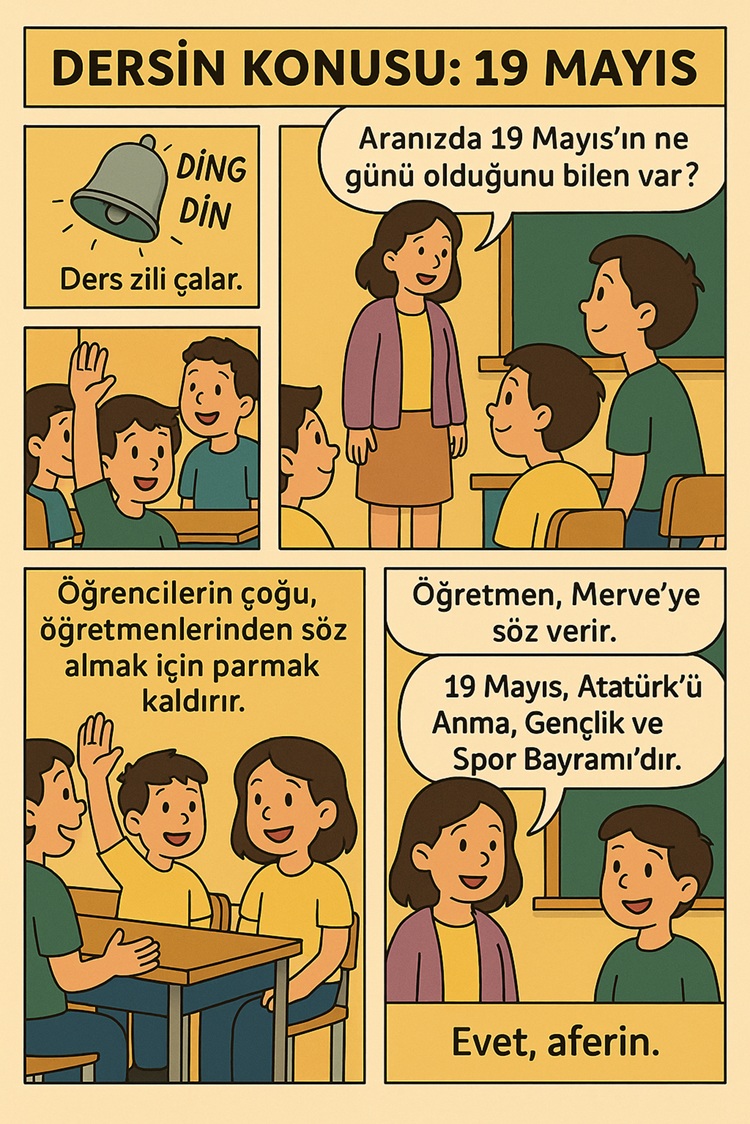 DERSİN KONUSU: 19 MAYIS
DİNG
DİN
Ders zili çalar.
Aranızda 19 Mayıs'ın ne
günü olduğunu bilen var?
Öğrencilerin çoğu,
öğretmenlerinden söz
almak için parmak
kaldırır.
Öğretmen, Merve'ye
söz verir.
19 Mayıs, Atatürk'ü
Anma, Gençlik ve
Spor Bayramı'dır.
Evet, aferin.